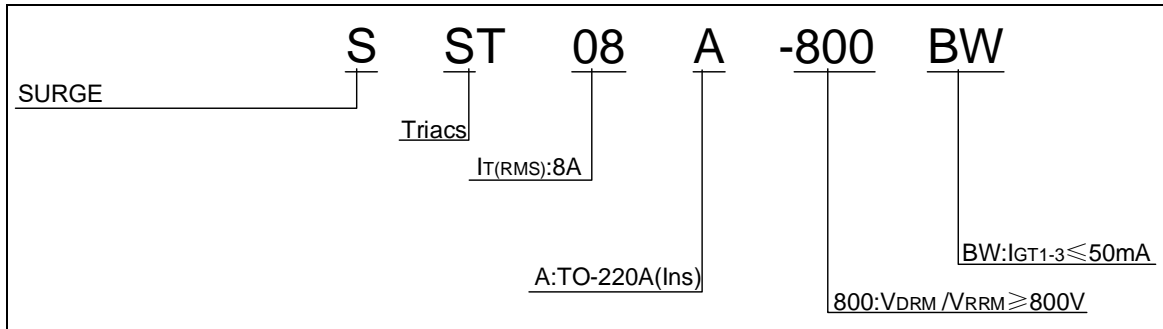 S ST 08 A -800 BW
SURGE
Triacs
IT(RMS):8A
BW:IGT1-3≤50mA
A:TO-220A(Ins)
800:VDRM /VRRM≥800V